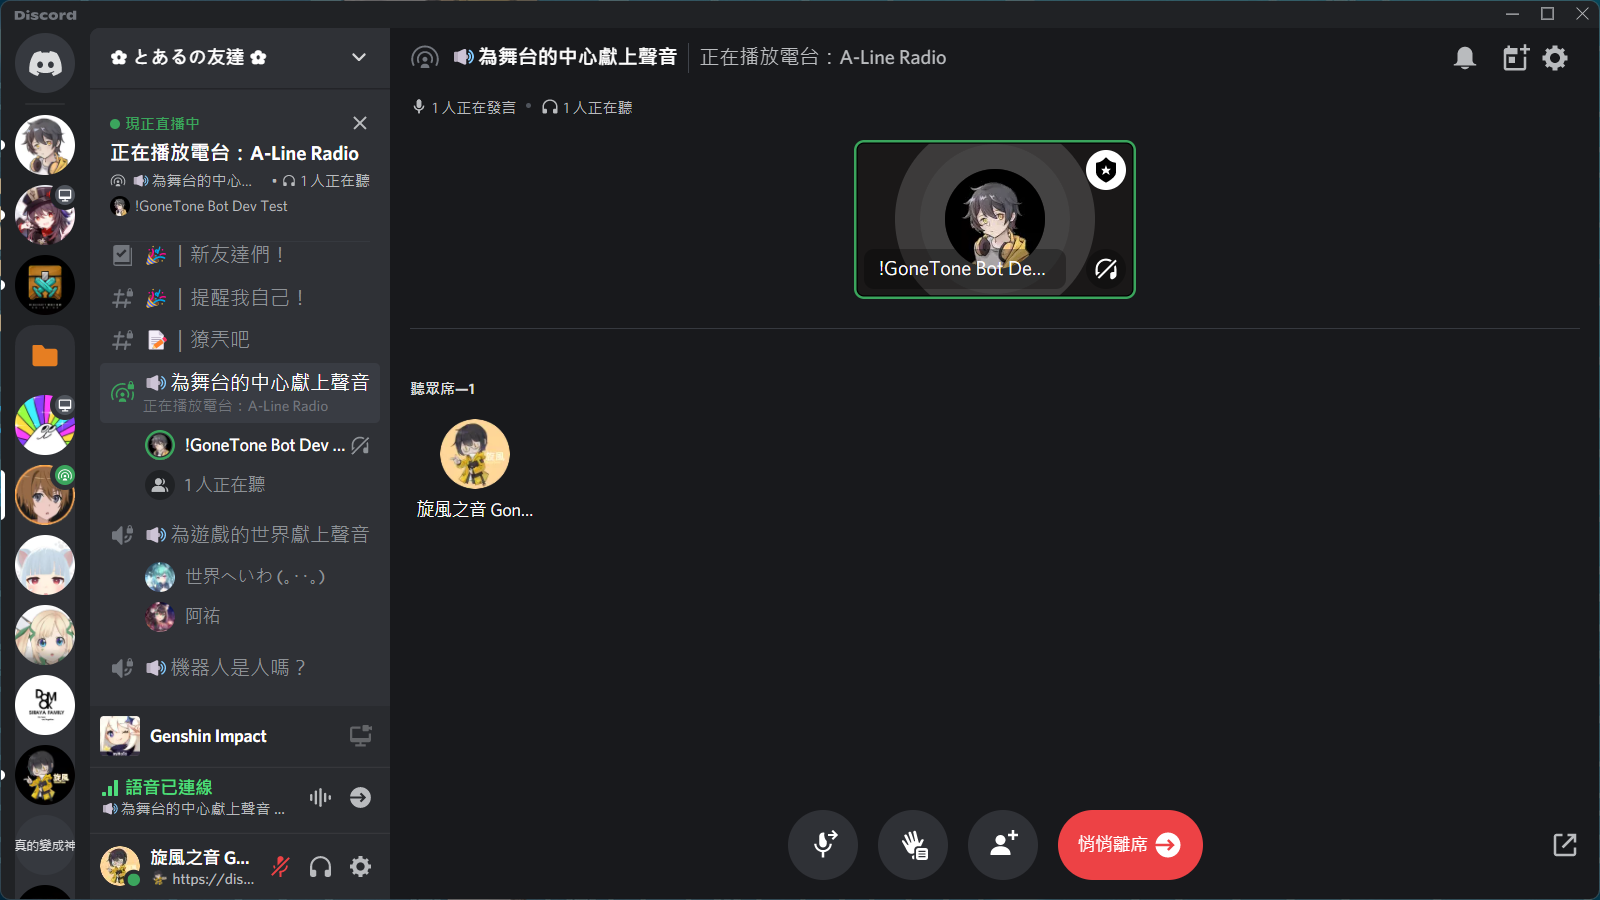 Discord
✿ とあるの友達 ✿
現正直播中
正在播放電台：A-Line Radio
為舞台的中心... • 1 人正在聽
!GoneTone Bot Dev Test
| 新友達們！
| 提醒我自己！
| 獠兲吧
為舞台的中心獻上聲音
正在播放電台：A-Line Radio
!GoneTone Bot Dev ...
1 人正在聽
為遊戲的世界獻上聲音
世界へいわ (｡･･｡)
阿祐
機器人是人嗎？
Genshin Impact
語音已連線
為舞台的中心獻上聲音 ...
旋風之音 G...
https://dis...
真的變成神
為舞台的中心獻上聲音
正在播放電台：A-Line Radio
1 人正在發言 • 1 人正在聽
!GoneTone Bot De...
聽眾席—1
旋風之音 Gon...
悄悄離席